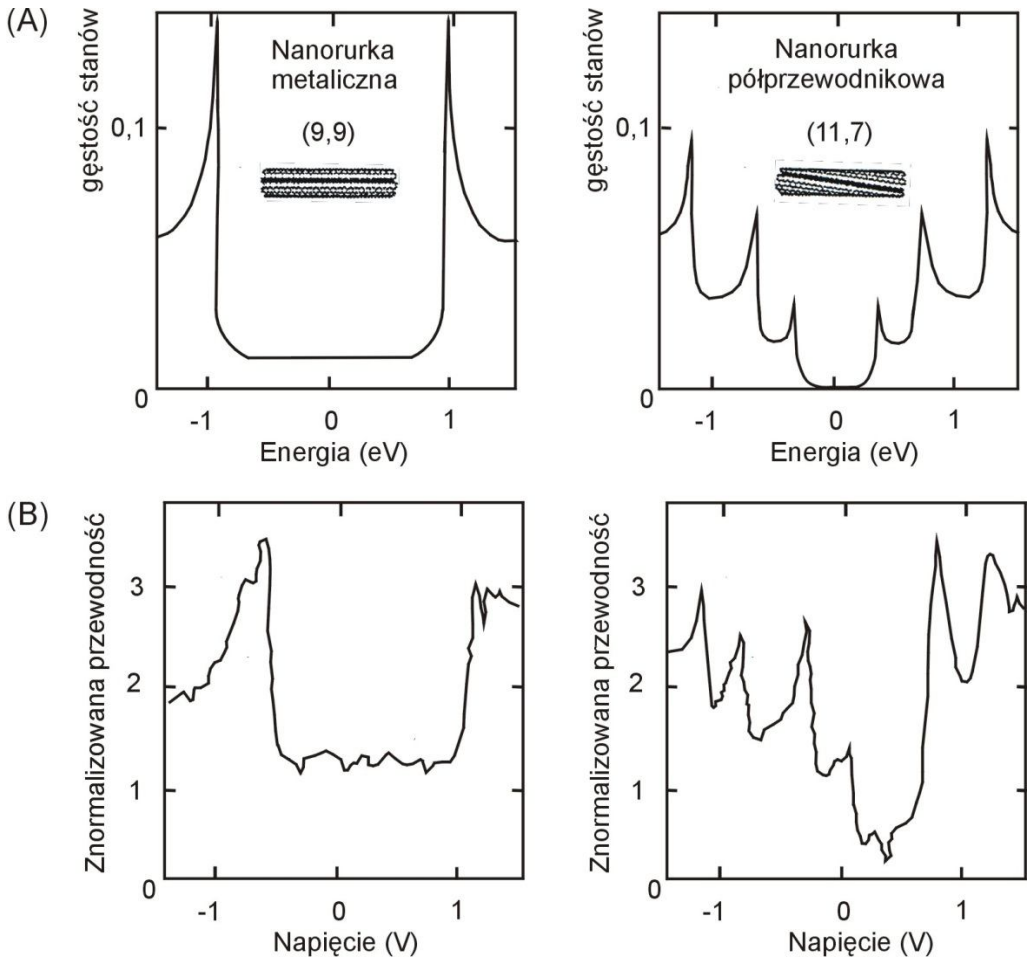 (A)
gęstość stanów
0,1
0
Nanorurka
metaliczna
(9,9)
-1
0
1
Energia (eV)
gęstość stanów
0,1
0
Nanorurka
półprzewodnikowa
(11,7)
-1
0
1
Energia (eV)
(B)
Znormalizowana przewodność
3
2
1
0
-1
0
1
Napięcie (V)
Znormalizowana przewodność
3
2
1
0
-1
0
1
Napięcie (V)